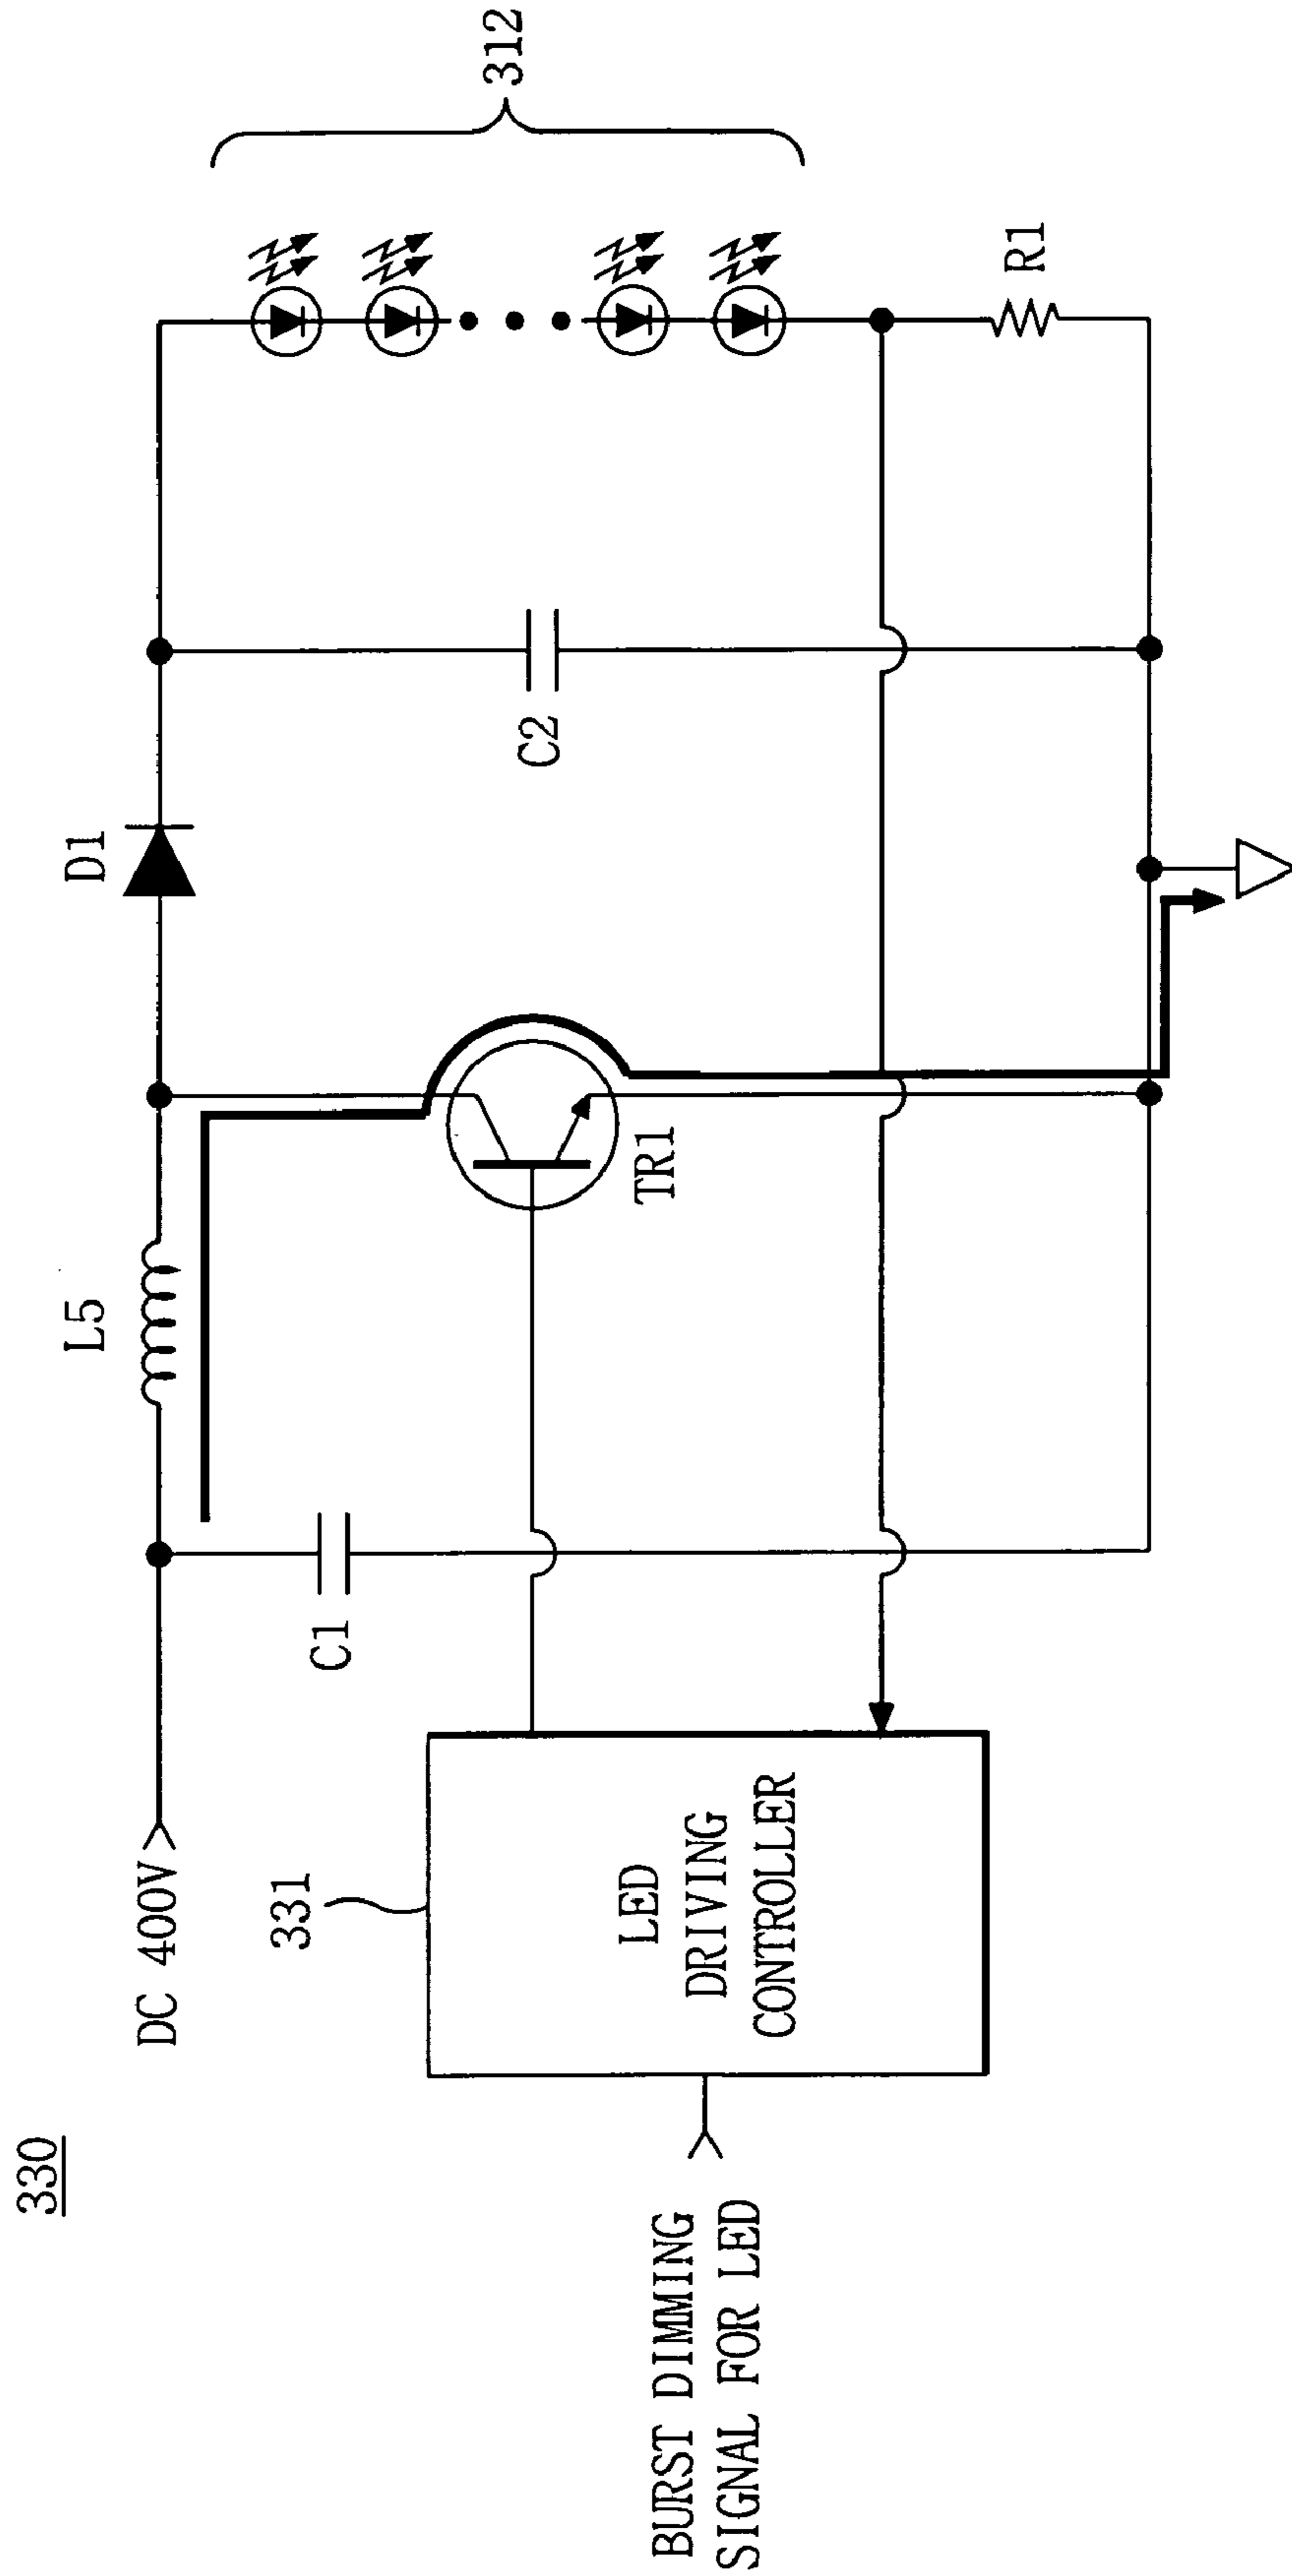 330
DC 400V
L5
D1
C1
C2
TR1
R1
312
331
LED
DRIVING
CONTROLLER
BURST DIMMING
SIGNAL FOR LED